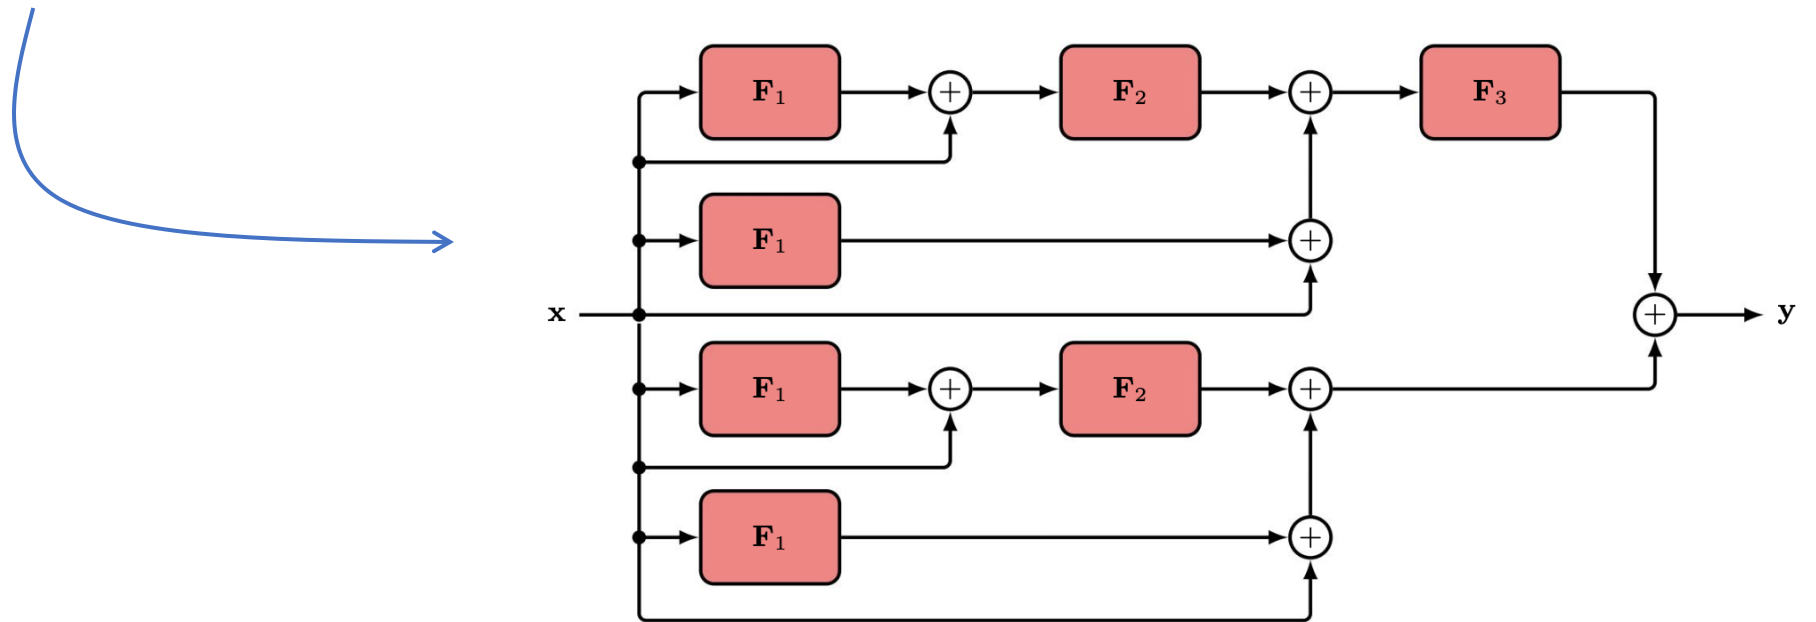 F₁ + F₂ + F₃
F₁ +
x + y
F₁ + F₂ +
F₁ +